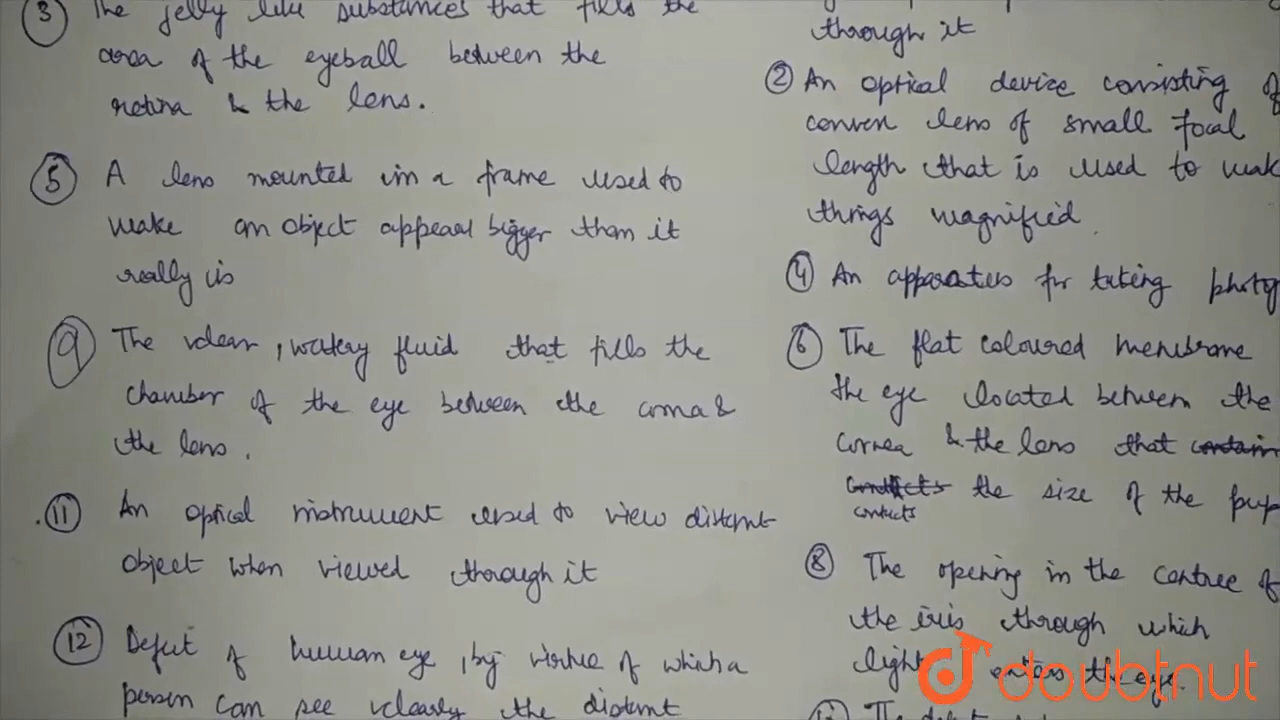 3 The jelly like substances that fills the
area of the eyeball between the
retina & the lens.
5 A lens mounted in a frame used to
make an object appear bigger than it
really is
9 The clear, watery fluid that fills the
chamber of the eye between the cornea &
the lens.
11 An optical instrument used to view distant
object when viewed through it
12 Defect of human eye, by virtue of which a
person can see clearly the distant
through it
2 An optical device consisting of
convex lens of small focal
length that is used to mak
things magnified.
4 An apparatus for taking photog
6 The flat coloured membrane
the eye located between the
cornea & the lens that contain
contracts the size of the pup
contracts
8 The opening in the centre of
the iris through which
light enters the eye.
doubtnut